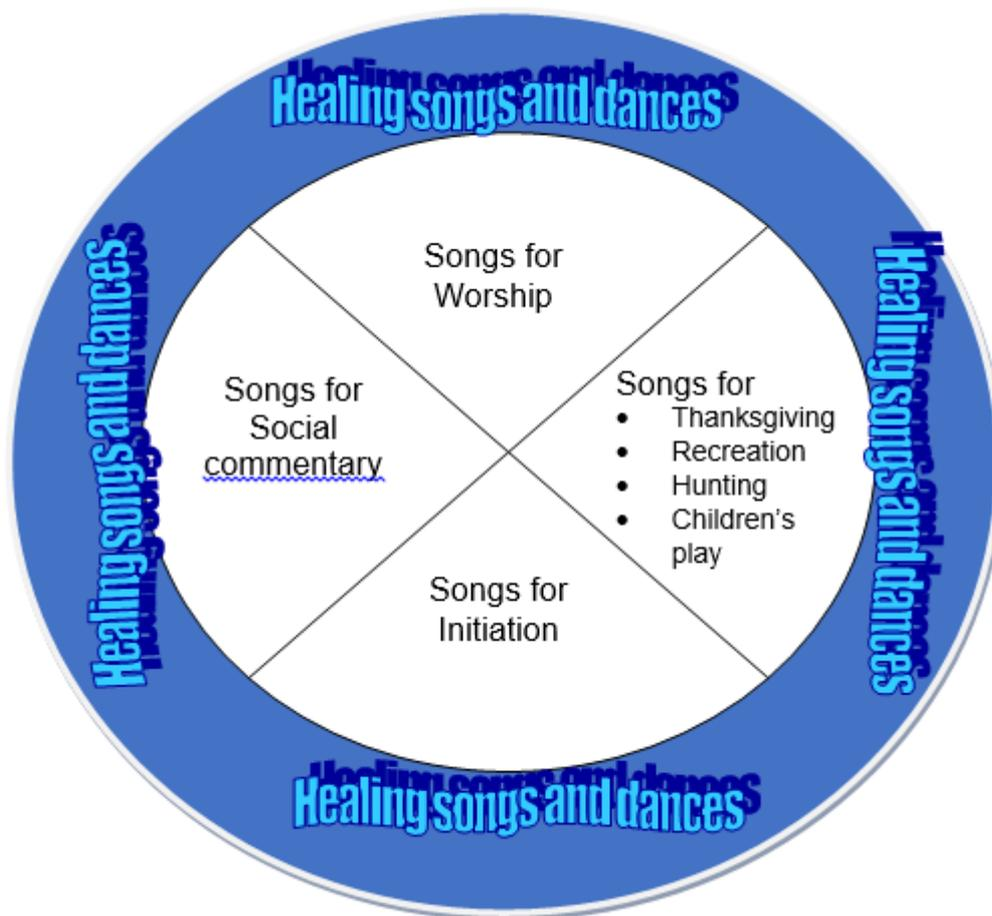 Healing songs and dances
Songs for
Worship
Healing songs and dances
Songs for
Social
commentary
Songs for
• Thanksgiving
• Recreation
• Hunting
• Children’s
play
Healing songs and dances
Songs for
Initiation
Healing songs and dances